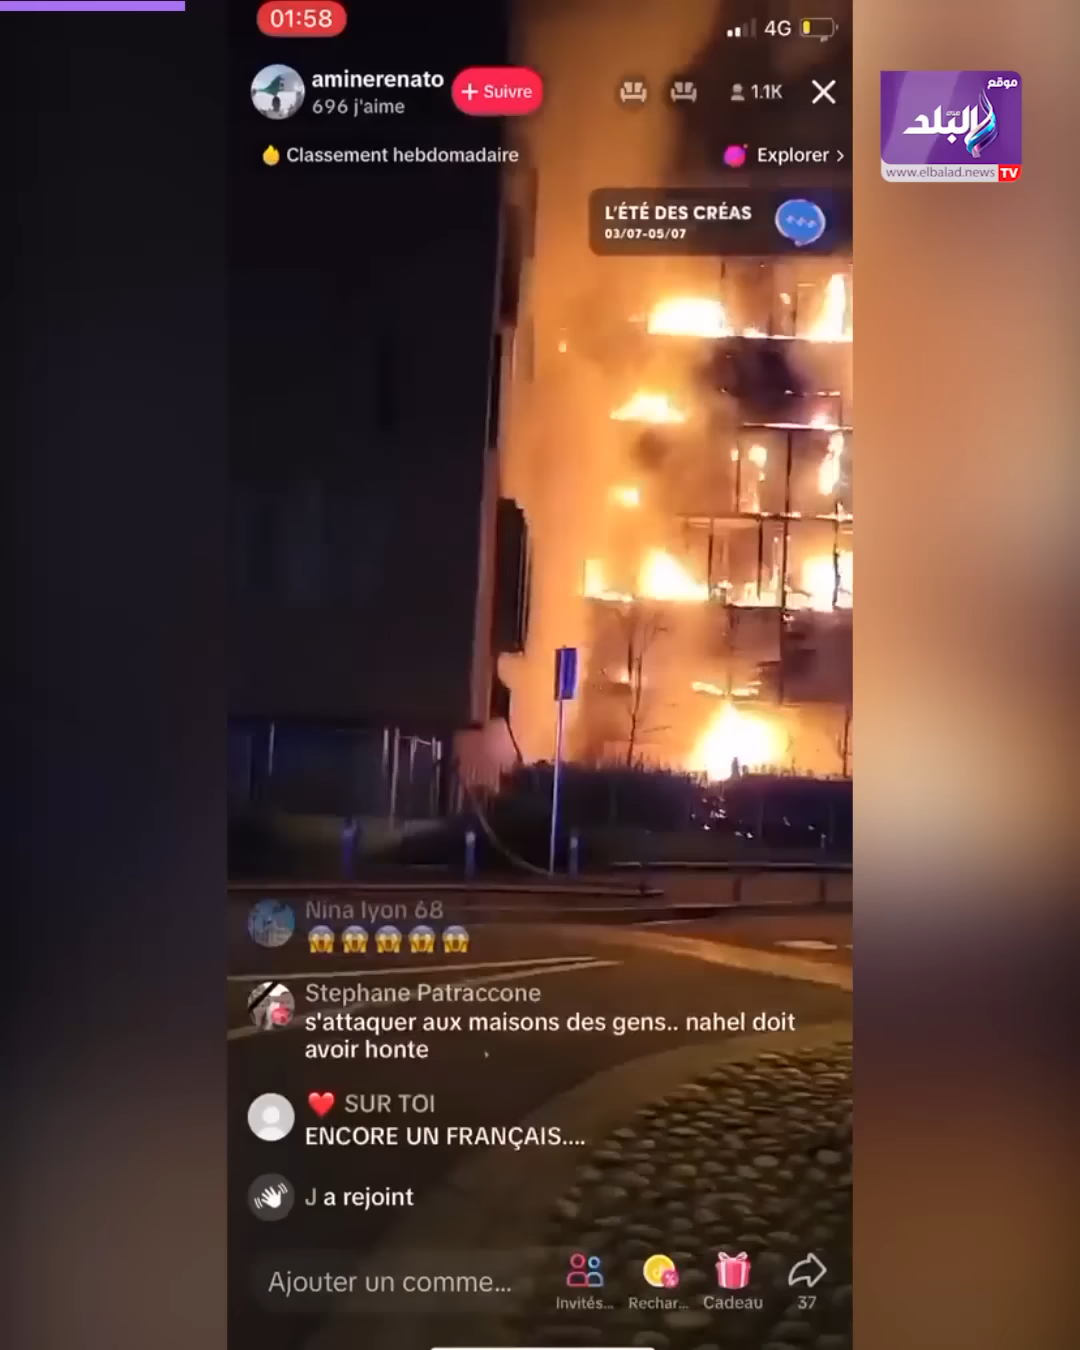 01:58
4G
موقع
صدى
البلد
www.elbalad.news TV
aminerenato
696 j'aime
+ Suivre
1.1K
Classement hebdomadaire
Explorer >
L'ÉTÉ DES CRÉAS
03/07-05/07
Nina lyon 68
Stephane Patraccone
s'attaquer aux maisons des gens.. nahel doit
avoir honte
SUR TOI
ENCORE UN FRANÇAIS....
J a rejoint
Ajouter un comme...
Invités...
Rechar...
Cadeau
37